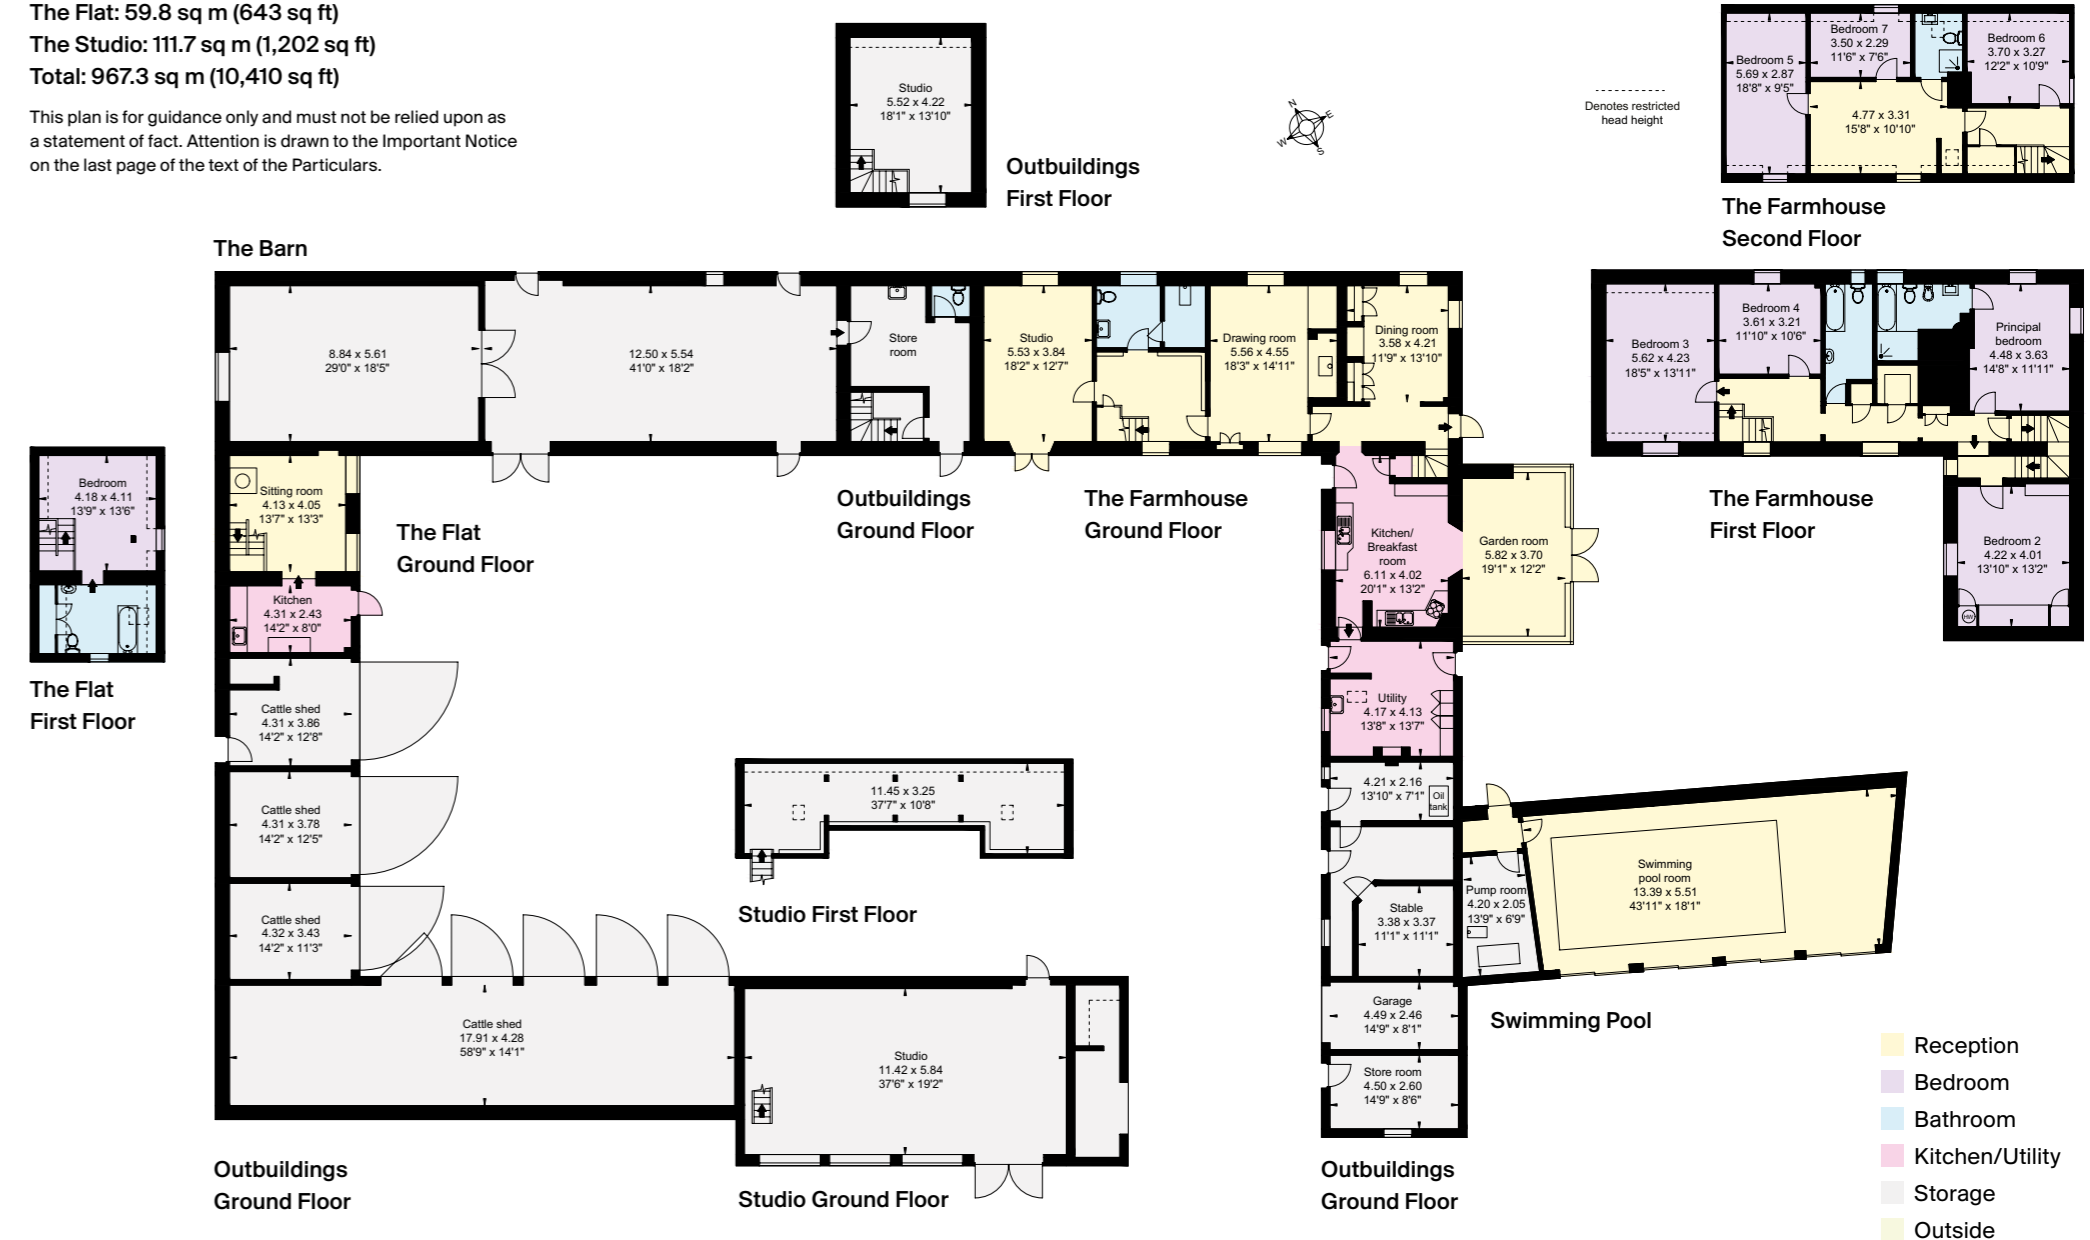 The Flat: 59.8 sq m (643 sq ft)
The Studio: 111.7 sq m (1,202 sq ft)
Total: 967.3 sq m (10,410 sq ft)
This plan is for guidance only and must not be relied upon as
a statement of fact. Attention is drawn to the Important Notice
on the last page of the text of the Particulars.
Studio
5.52 x 4.22
18'1" x 13'10"
Outbuildings
First Floor
N
E
S
W
Denotes restricted
head height
Bedroom 5
5.69 x 2.87
18'8" x 9'5"
Bedroom 7
3.50 x 2.29
11'6" x 7'6"
Bedroom 6
3.70 x 3.27
12'2" x 10'9"
4.77 x 3.31
15'8" x 10'10"
The Farmhouse
Second Floor
The Barn
8.84 x 5.61
29'0" x 18'5"
12.50 x 5.54
41'0" x 18'2"
Store
room
Studio
5.53 x 3.84
18'2" x 12'7"
Drawing room
5.56 x 4.55
18'3" x 14'11"
Dining room
3.58 x 4.21
11'9" x 13'10"
Bedroom 3
5.62 x 4.23
18'5" x 13'11"
Bedroom 4
3.61 x 3.21
11'10" x 10'6"
Principal
bedroom
4.48 x 3.63
14'8" x 11'11"
Bedroom
4.18 x 4.11
13'9" x 13'6"
The Flat
First Floor
Sitting room
4.13 x 4.05
13'7" x 13'3"
The Flat
Ground Floor
Outbuildings
Ground Floor
The Farmhouse
Ground Floor
Kitchen/
Breakfast
room
6.11 x 4.02
20'1" x 13'2"
Garden room
5.82 x 3.70
19'1" x 12'2"
The Farmhouse
First Floor
Bedroom 2
4.22 x 4.01
13'10" x 13'2"
HW
Kitchen
4.31 x 2.43
14'2" x 8'0"
Cattle shed
4.31 x 3.86
14'2" x 12'8"
Cattle shed
4.31 x 3.78
14'2" x 12'5"
Cattle shed
4.32 x 3.43
14'2" x 11'3"
Cattle shed
17.91 x 4.28
58'9" x 14'1"
Outbuildings
Ground Floor
11.45 x 3.25
37'7" x 10'8"
Studio First Floor
Studio
11.42 x 5.84
37'6" x 19'2"
Studio Ground Floor
Utility
4.17 x 4.13
13'8" x 13'7"
4.21 x 2.16
13'10" x 7'1"
Oil
tank
Stable
3.38 x 3.37
11'1" x 11'1"
Pump room
4.20 x 2.05
13'9" x 6'9"
Swimming
pool room
13.39 x 5.51
43'11" x 18'1"
Garage
4.49 x 2.46
14'9" x 8'1"
Store room
4.50 x 2.60
14'9" x 8'6"
Swimming Pool
Outbuildings
Ground Floor
Reception
Bedroom
Bathroom
Kitchen/Utility
Storage
Outside